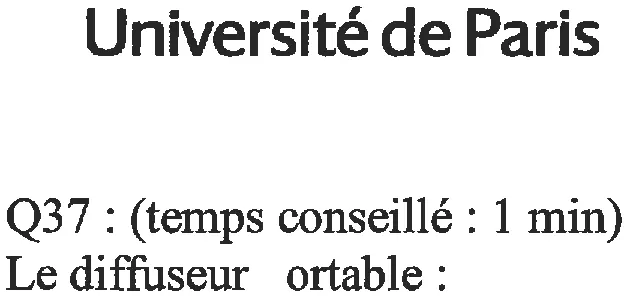 Université de Paris
Q37 : (temps conseillé : 1 min)
Le diffuseur ortable :